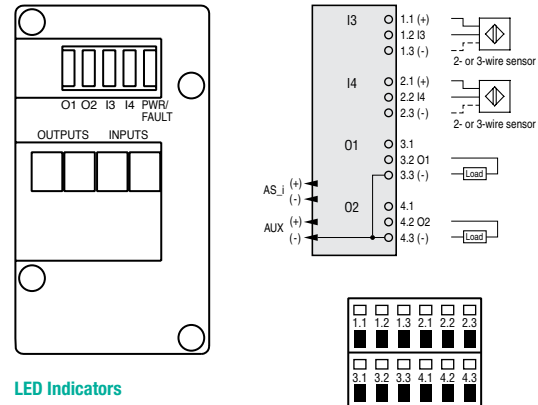 O1 O2 I3 I4 PWR/
FAULT
OUTPUTS INPUTS
LED Indicators
I3
1.1 (+)
1.2 I3
1.3 (-)
2- or 3-wire sensor
I4
2.1 (+)
2.2 I4
2.3 (-)
2- or 3-wire sensor
O1
3.1
3.2 O1
3.3 (-)
Load
AS_i (+)
(-)
O2
AUX (+)
(-)
4.1
4.2 O2
4.3 (-)
Load
1.1 1.2 1.3 2.1 2.2 2.3
3.1 3.2 3.3 4.1 4.2 4.3